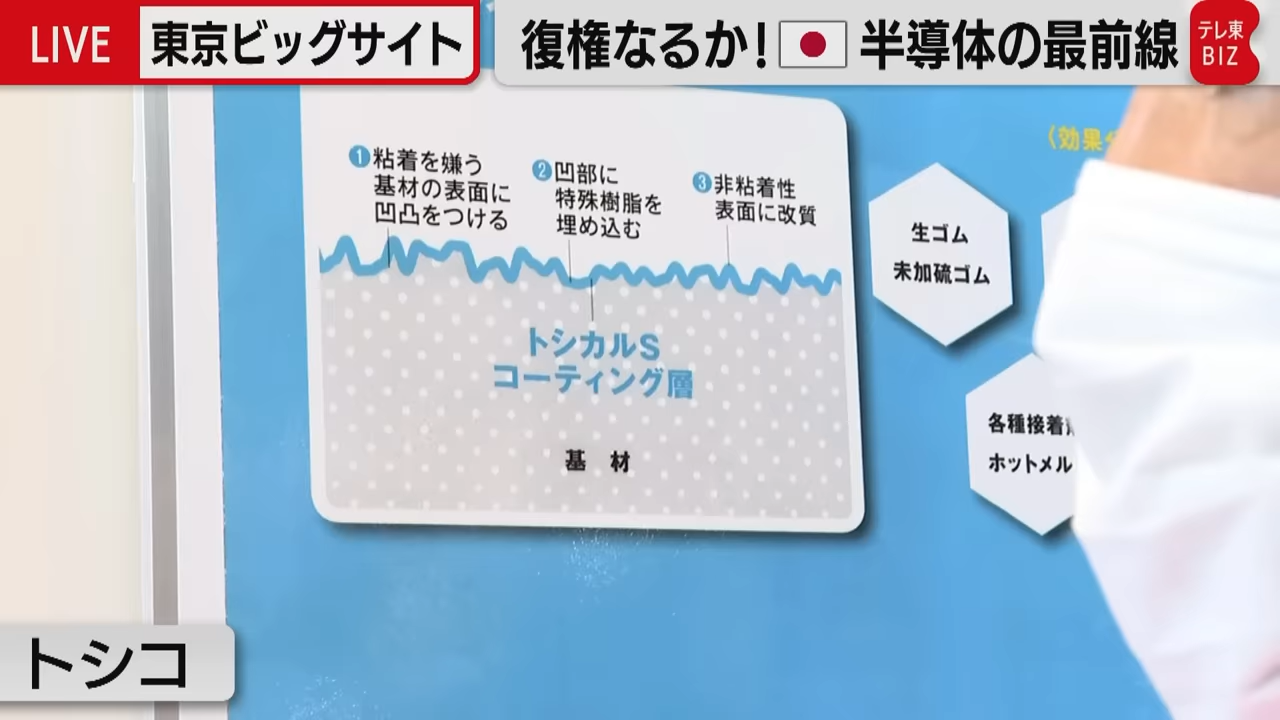 LIVE 東京ビッグサイト
復権なるか! 半導体の最前線
テレ東
BIZ
❶粘着を嫌う
基材の表面に
凹凸をつける
❷凹部に
特殊樹脂を
埋め込む
❸非粘着性
表面に改質
トシカルS
コーティング層
基 材
〈効果
生ゴム
未加硫ゴム
各種接着
ホットメル
トシコ